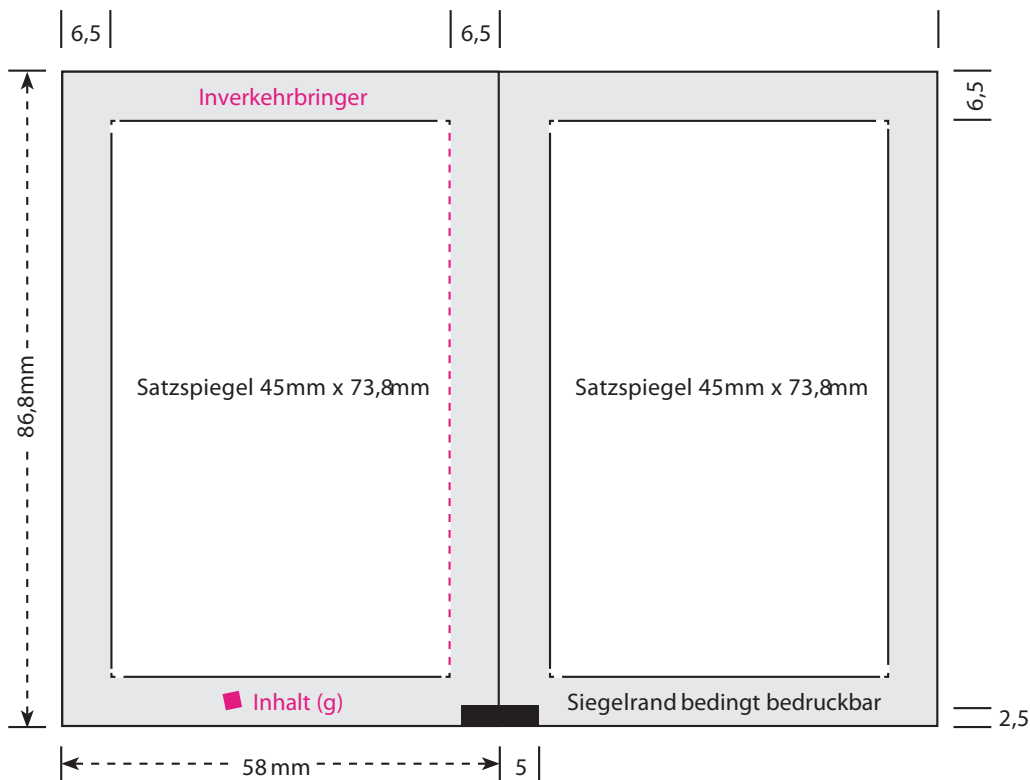 6,5
6,5
Inverkehrbringer
6,5
86,8mm
Satzspiegel 45mm x 73,8mm
Satzspiegel 45mm x 73,8mm
Inhalt (g)
Siegelrand bedingt bedruckbar
2,5
58 mm
5